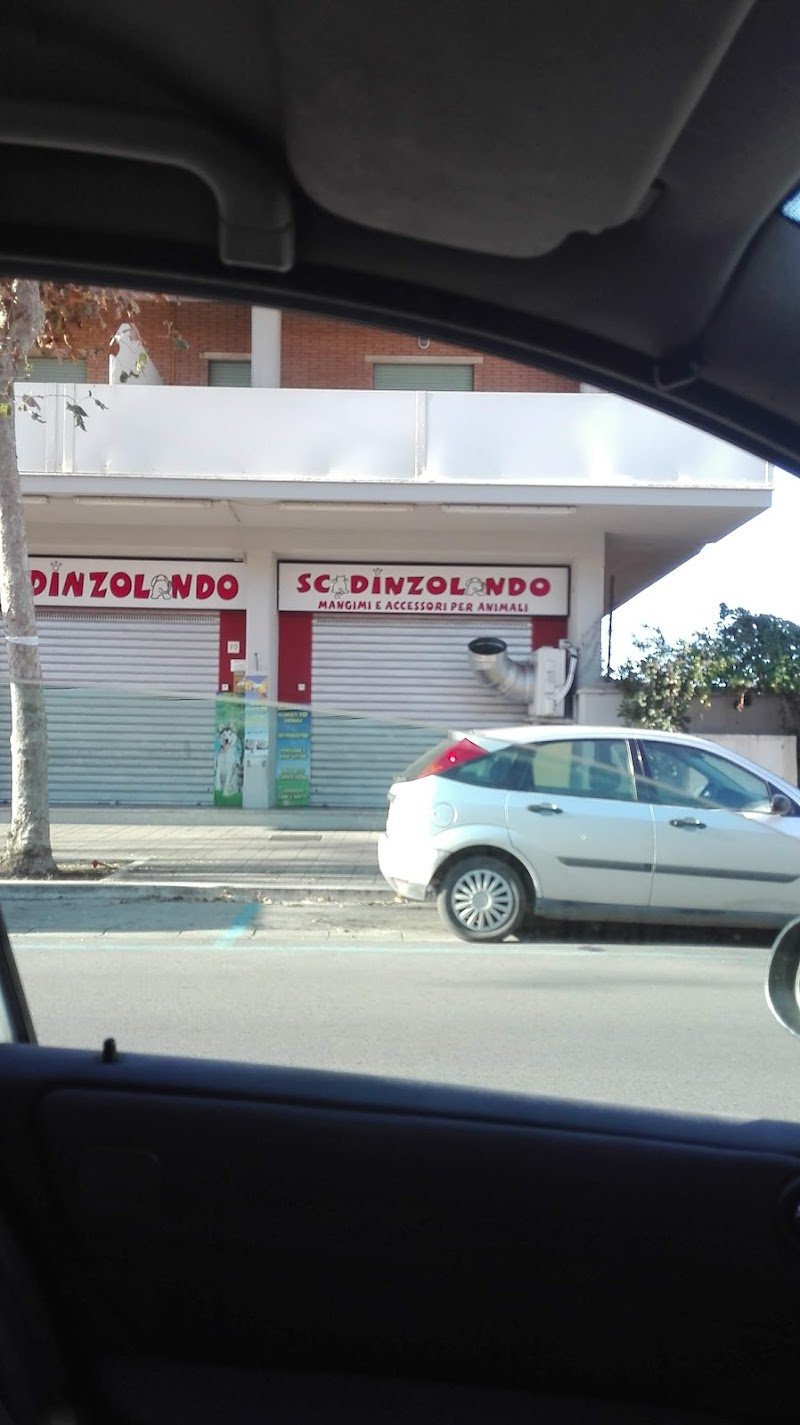 DINZOLANDO
SCODINZOLANDO
MANGIMI E ACCESSORI PER ANIMALI